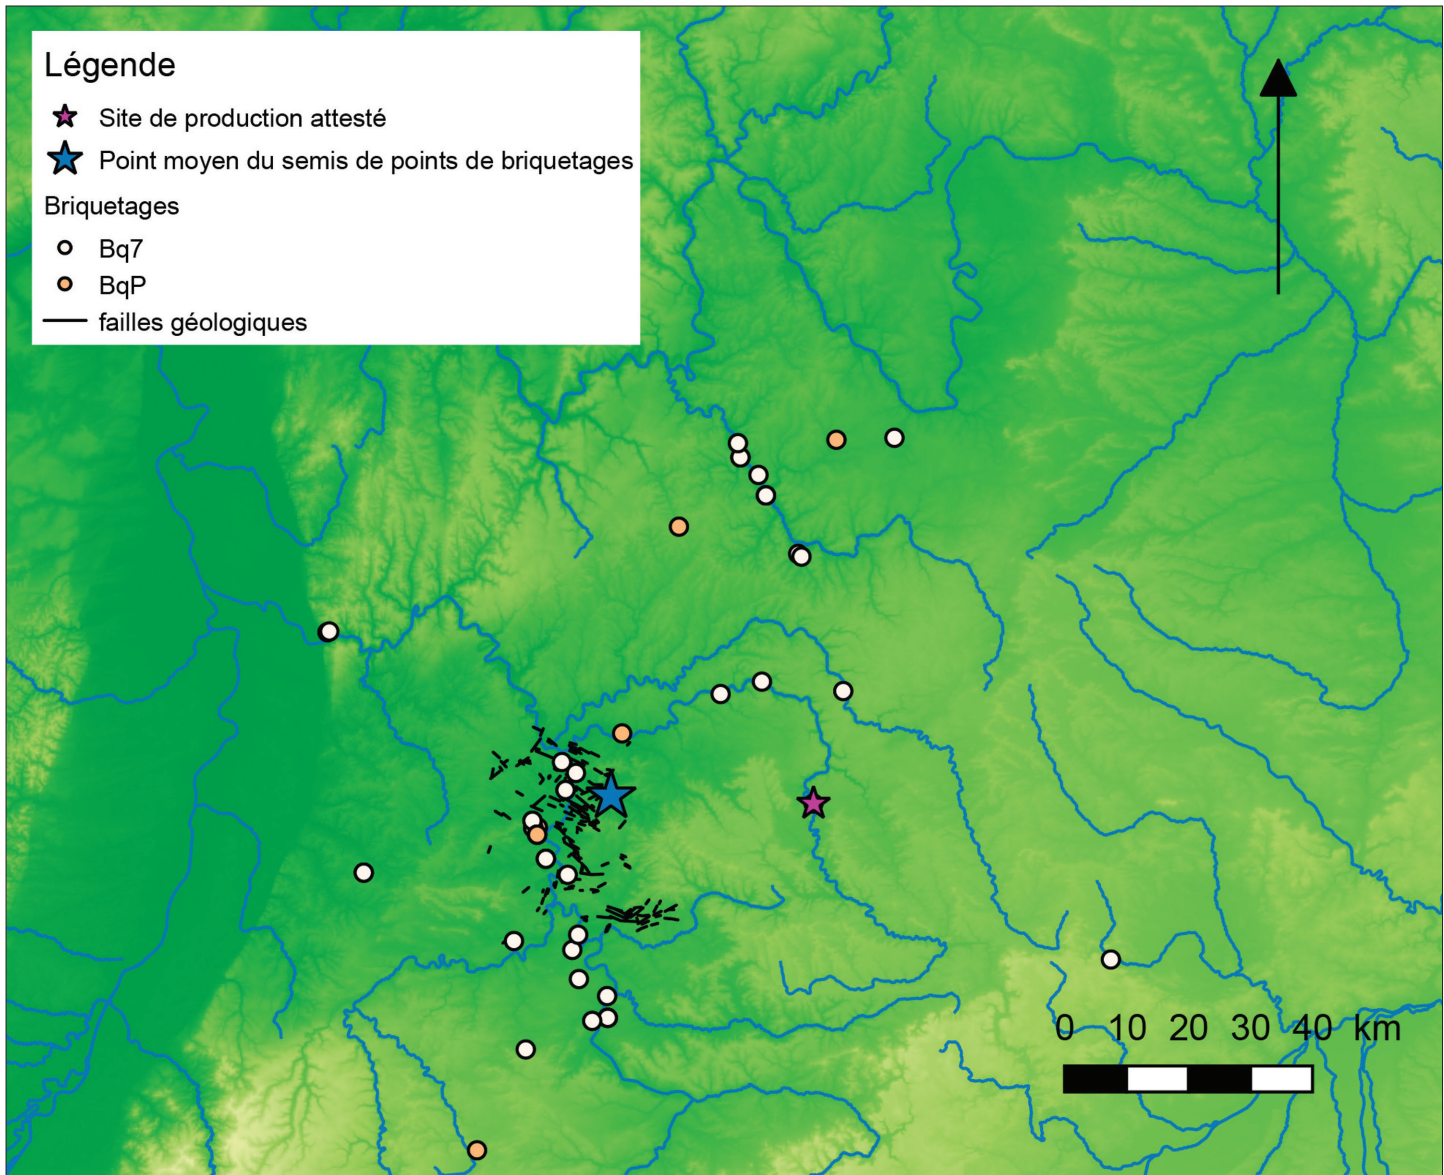 Légende
Site de production attesté
Point moyen du semis de points de briquetages
Briquetages
Bq7
BqP
failles géologiques
0 10 20 30 40 km